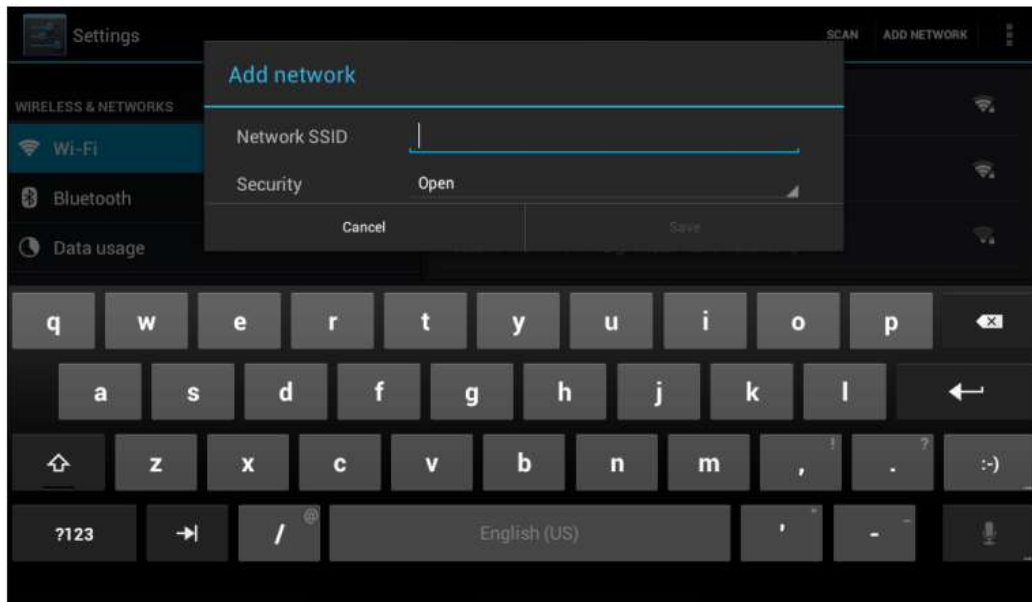 Settings
SCAN ADD NETWORK
Add network
WIRELESS & NETWORKS
Wi-Fi
Bluetooth
Data usage
Network SSID
Security Open
Cancel Save
q w e r t y u i o p
a s d f g h j k l
z x c v b n m , ! . ? :-)
?123 / @ English (US) ' " - _